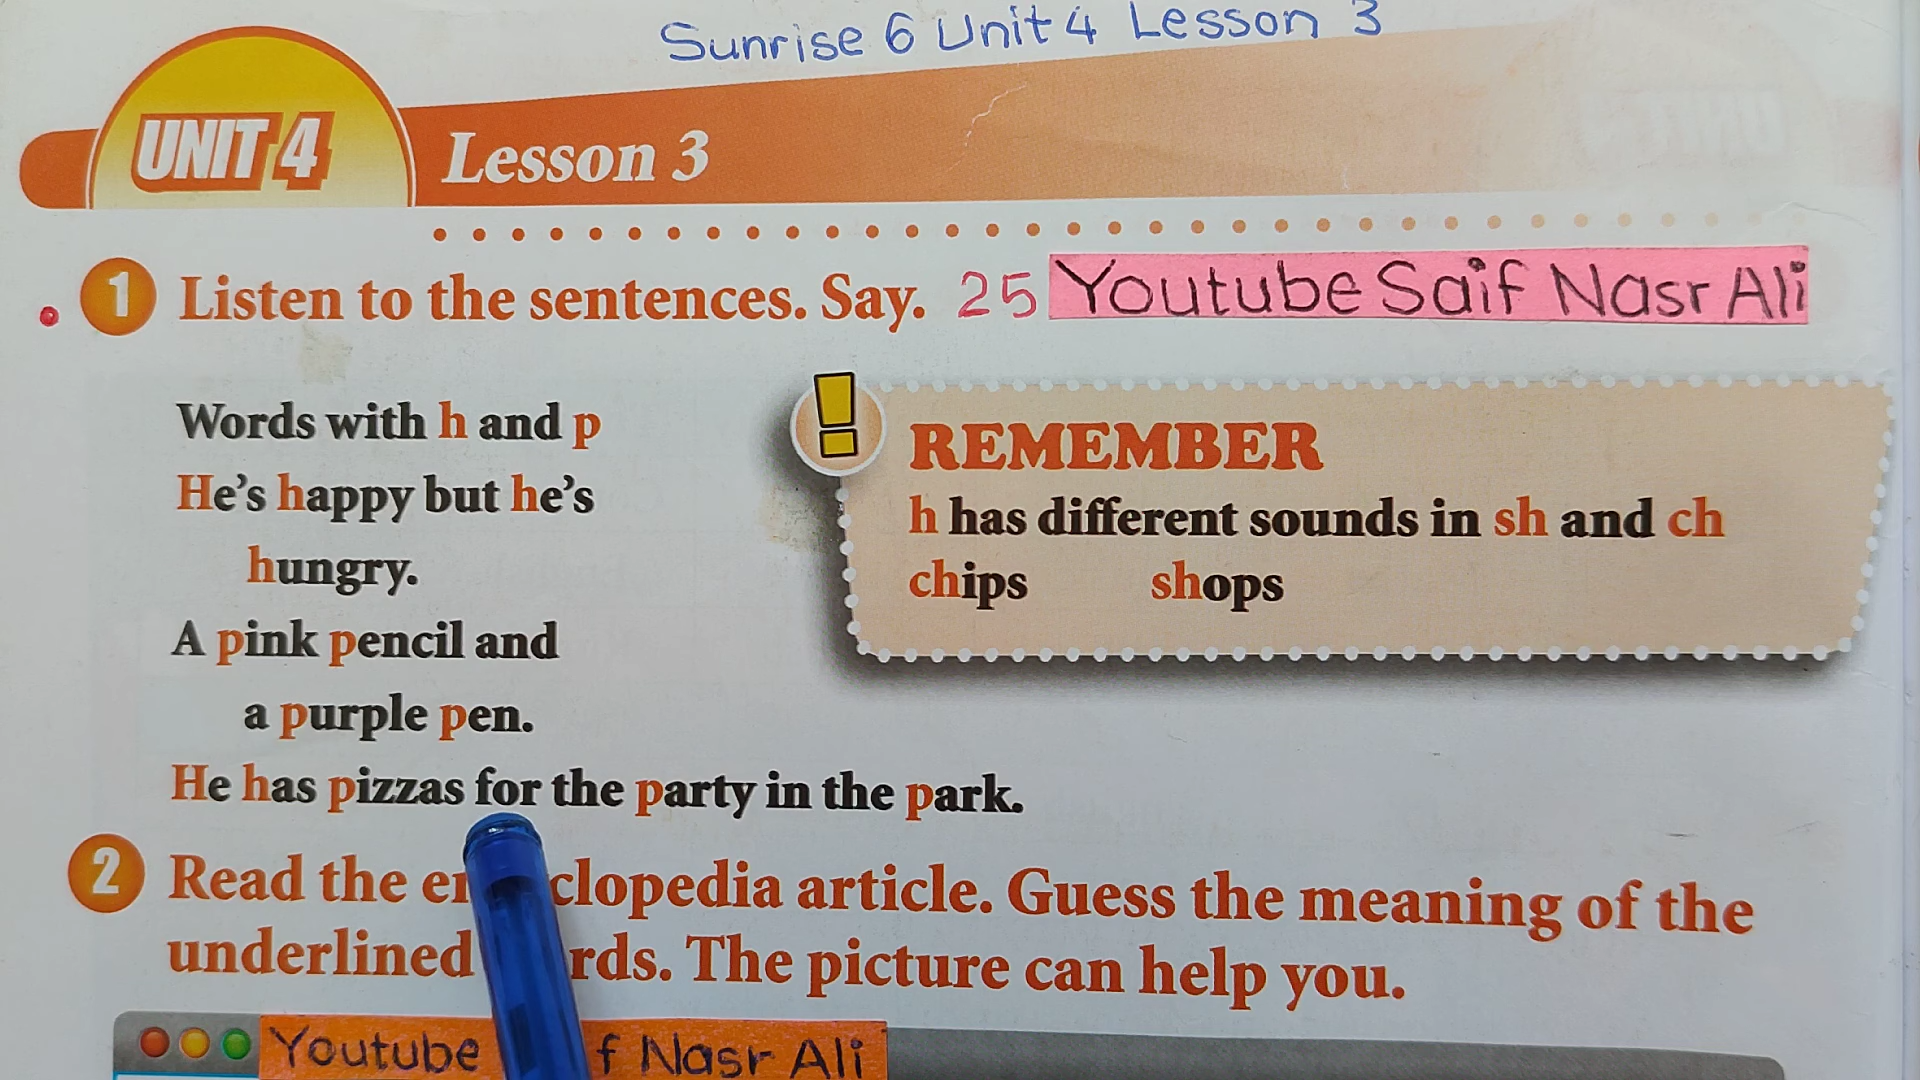 Sunrise 6 Unit 4 Lesson 3
UNIT 4 Lesson 3
1 Listen to the sentences. Say. 25 Youtube Saif Nasr Ali
Words with h and p
He's happy but he's
hungry.
A pink pencil and
a purple pen.
He has pizzas for the party in the park.
REMEMBER
h has different sounds in sh and ch
chips shops
2 Read the article. Guess the meaning of the
underlined The picture can help you.
Youtube Nasr Ali